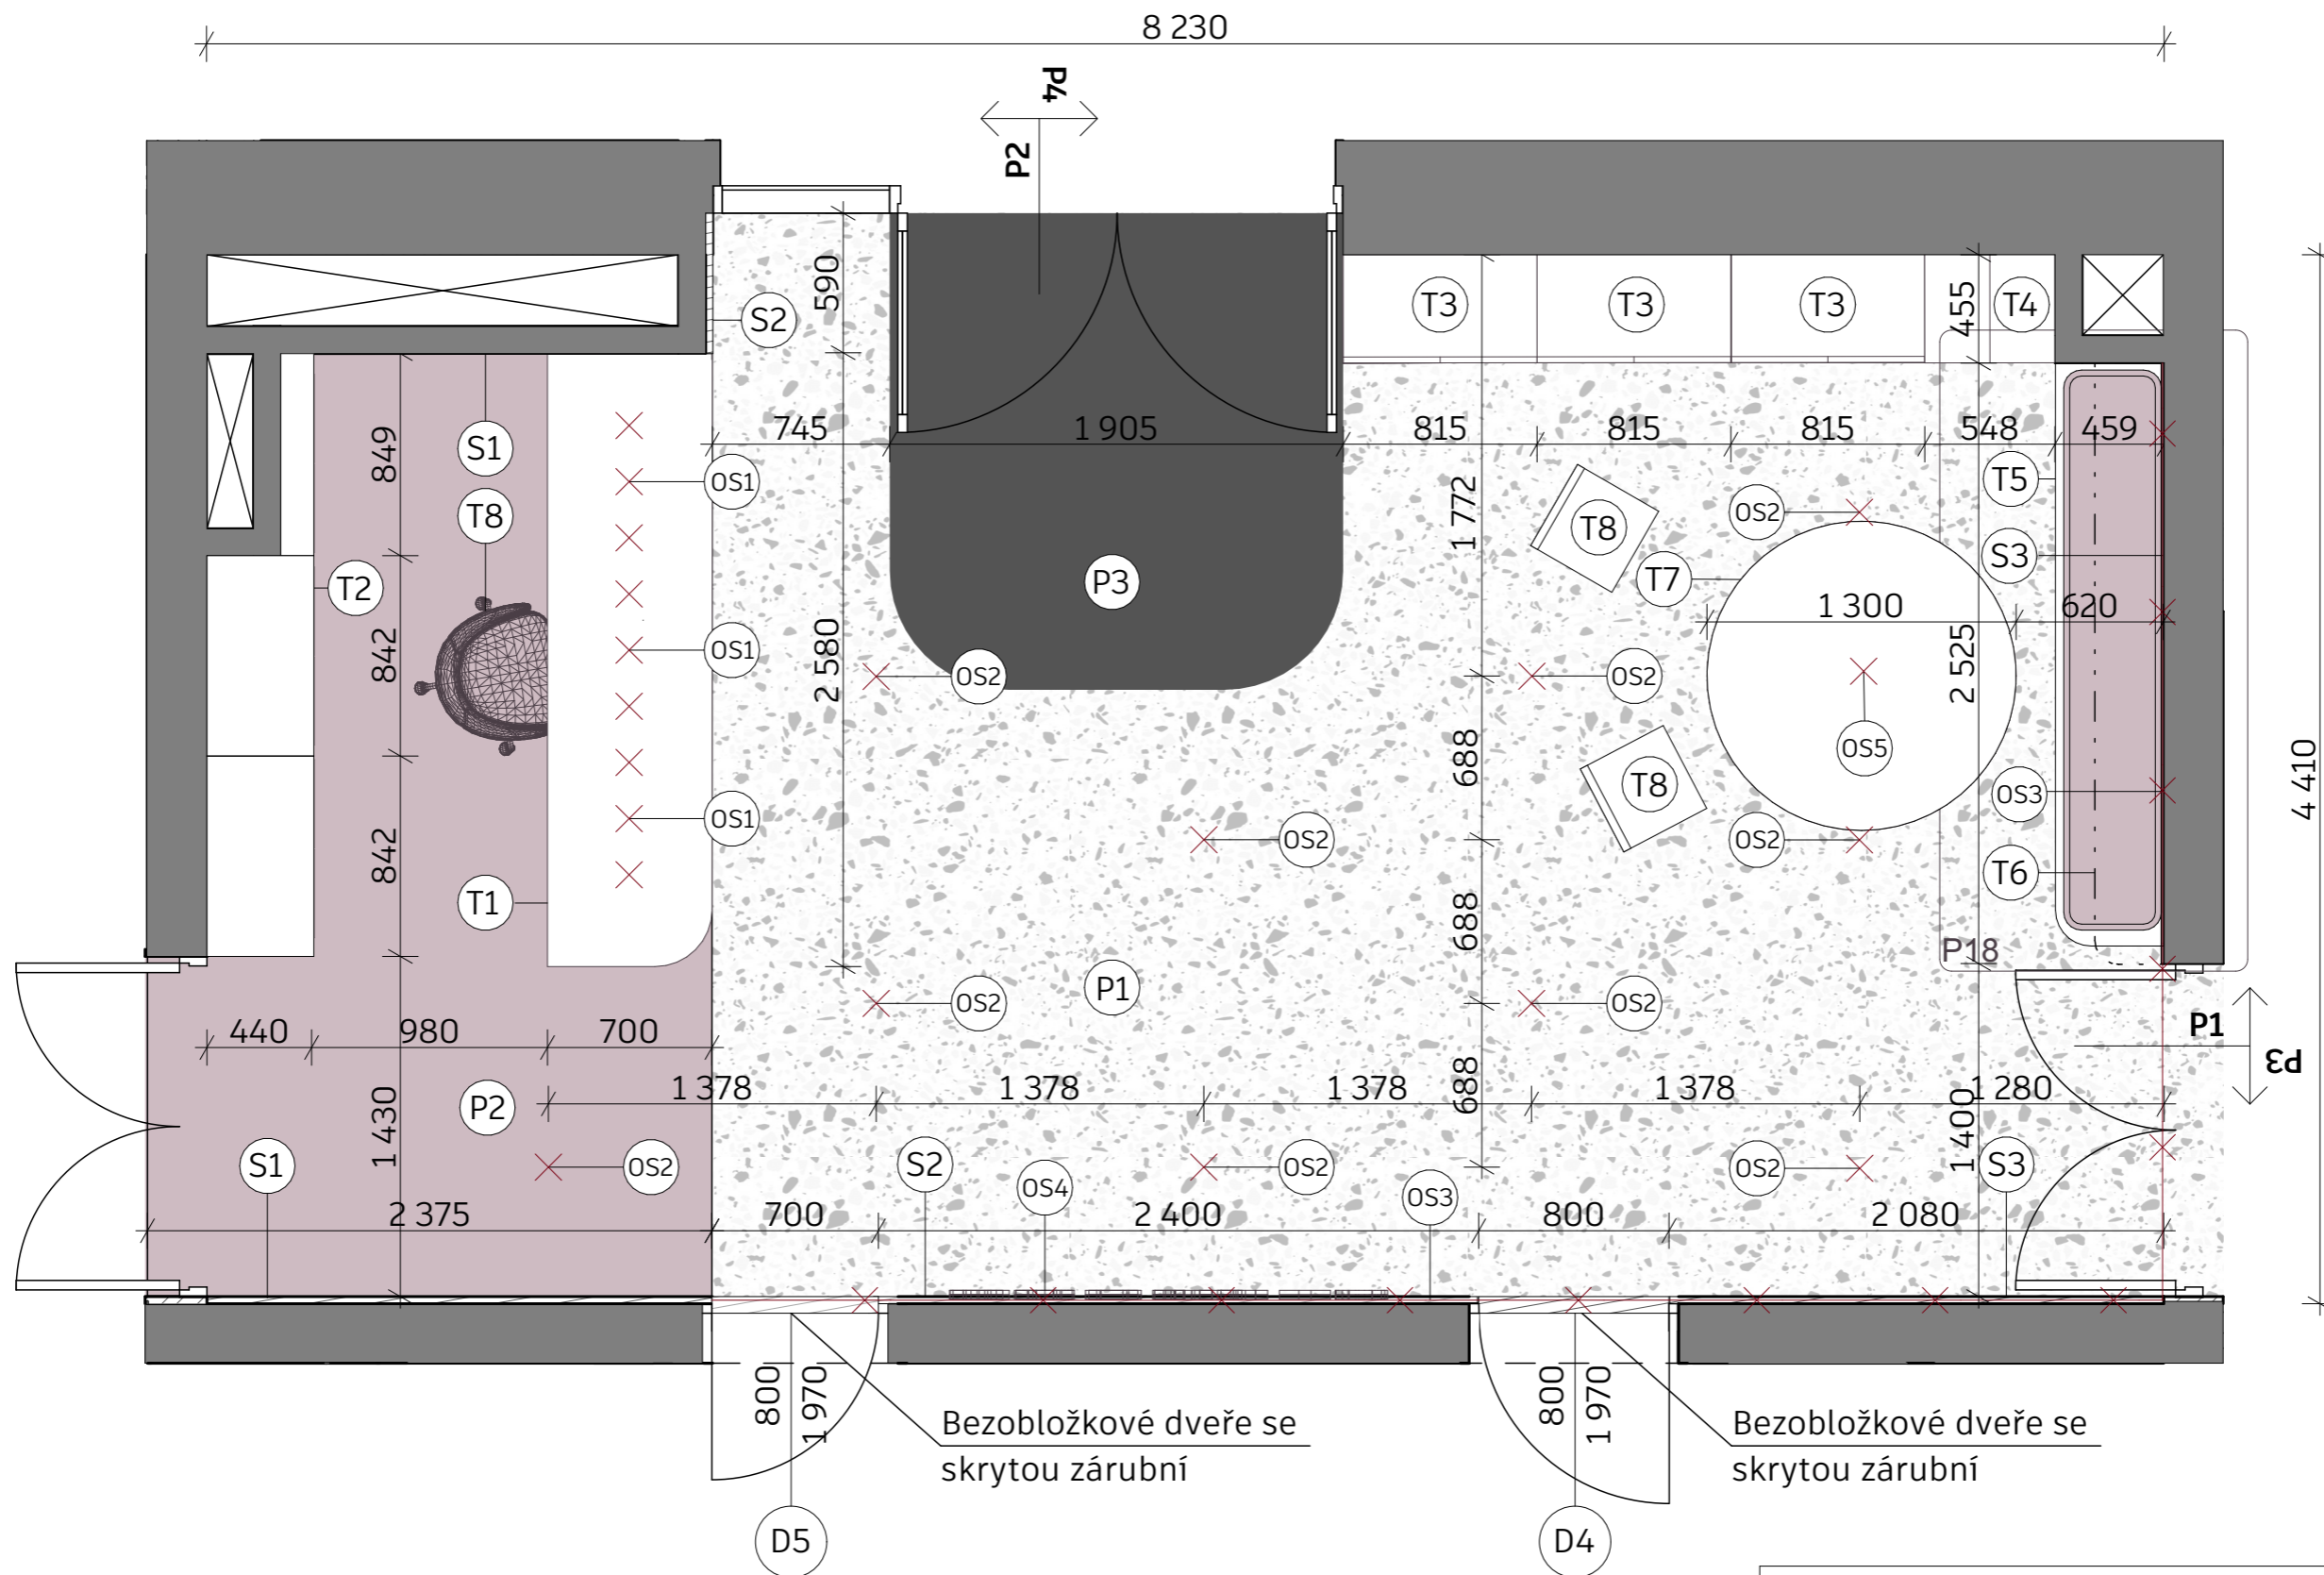 8 230
P4
P2
590
S2
T3
T3
T3
T4
455
849
S1
T8
OS1
745
1 905
815
815
815
548
459
T5
1 772
T8
OS2
S3
T2
P3
T7
1 300
620
842
2 580
OS1
OS2
OS2
2 525
688
OS5
4 410
T8
OS1
OS2
OS2
OS3
842
T1
T6
688
P18
P1
OS2
OS2
440
980
700
P1
P3
1 378
1 378
1 378
688
1 378
1 280
1 430
P2
1 400
S1
OS2
S2
OS4
OS2
OS3
OS2
S3
2 375
700
2 400
800
2 080
800
1 970
800
1 970
Bezobložkové dveře se
skrytou zárubní
Bezobložkové dveře se
skrytou zárubní
D5
D4